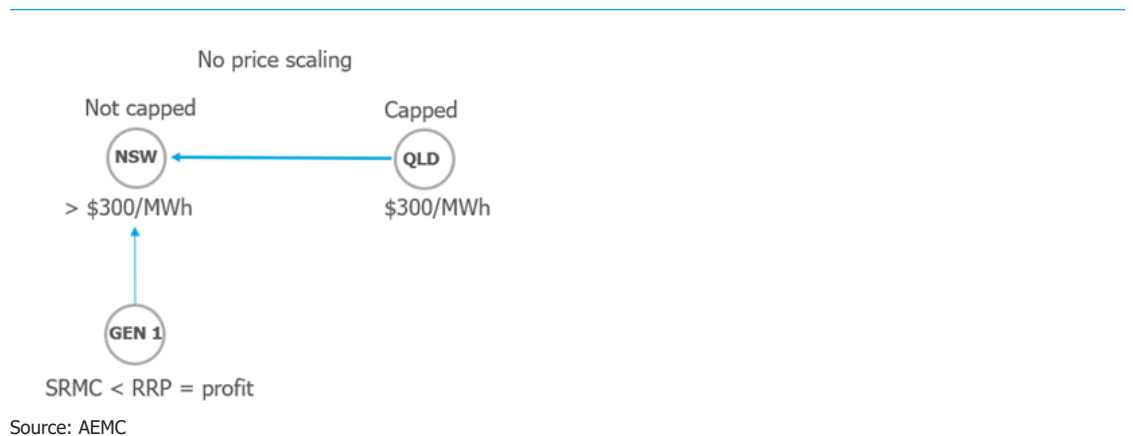 No price scaling
Not capped
Capped
NSW
QLD
> $300/MWh
$300/MWh
GEN 1
SRMC < RRP = profit
Source: AEMC